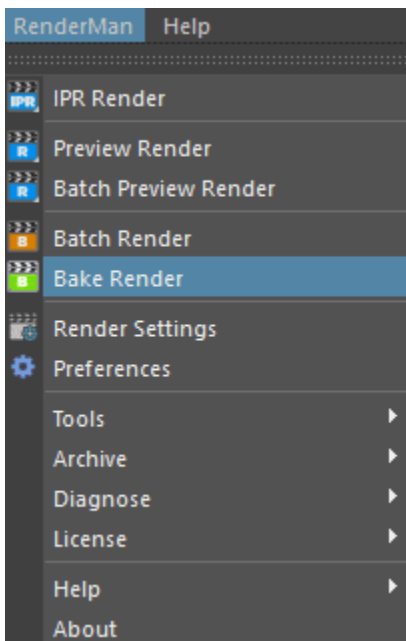 RenderMan Help
IPR IPR Render
R Preview Render
R Batch Preview Render
B Batch Render
B Bake Render
Render Settings
Preferences
Tools
Archive
Diagnose
License
Help
About